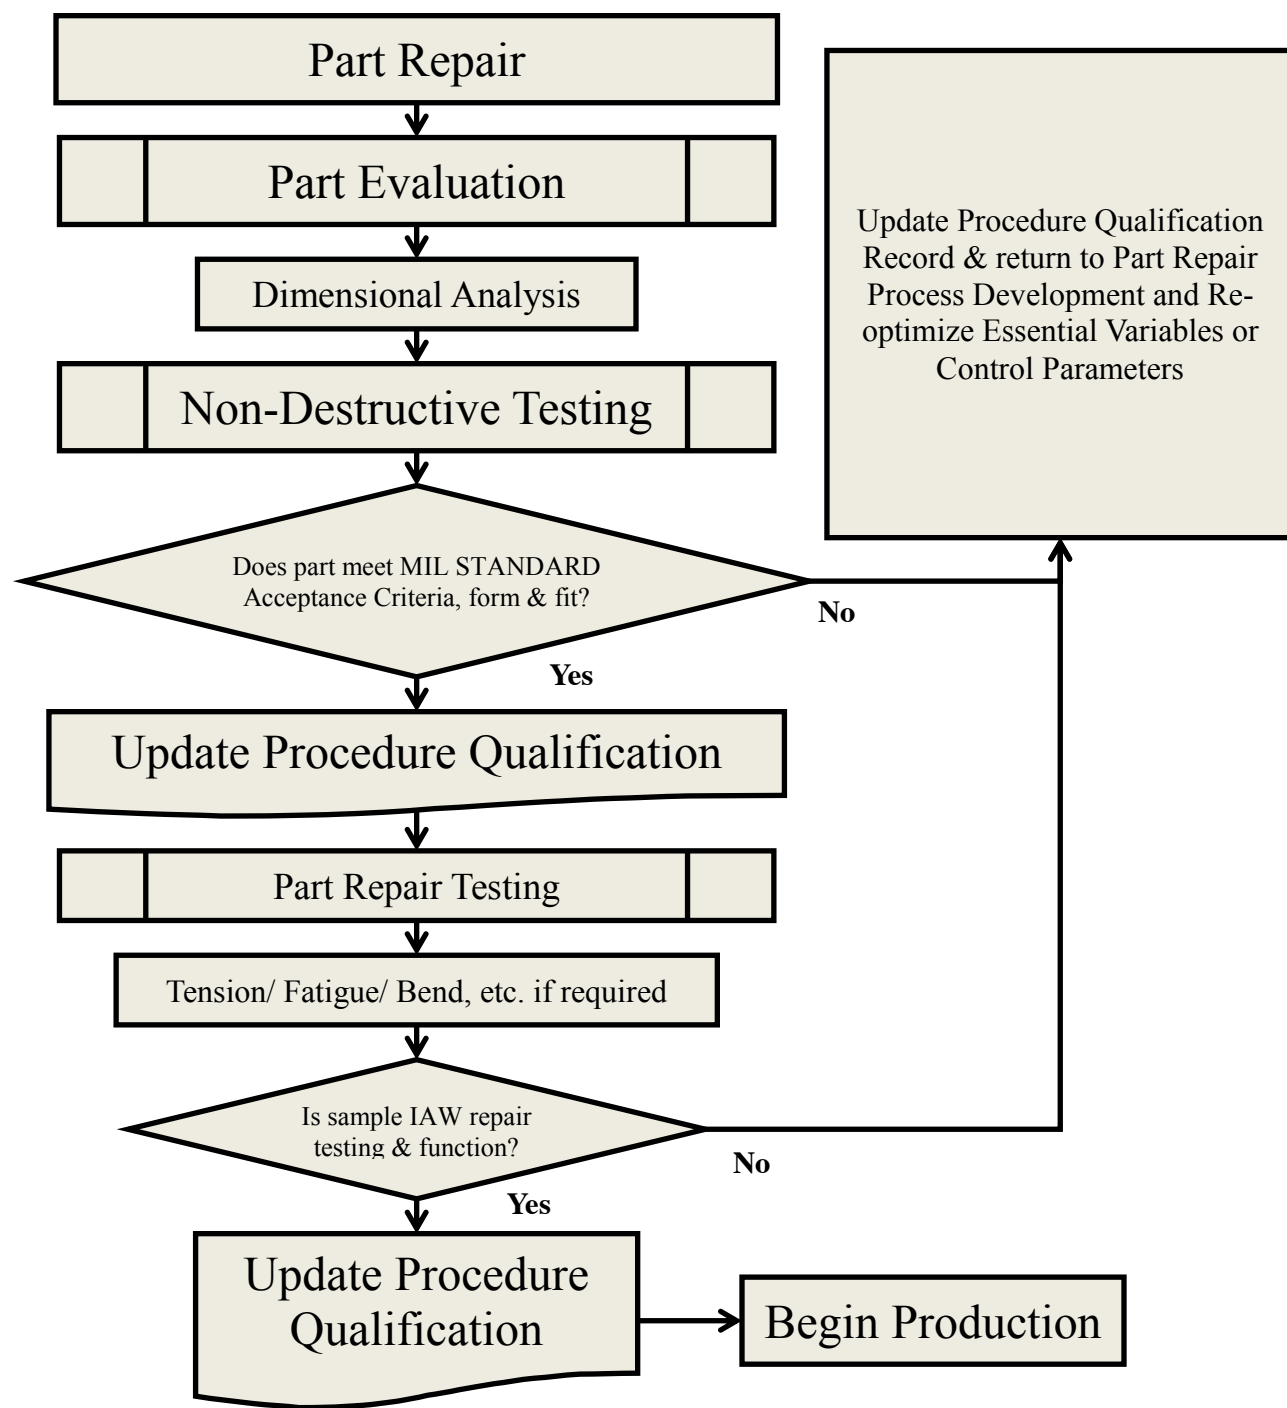 Part Repair
Part Evaluation
Dimensional Analysis
Non-Destructive Testing
Does part meet MIL STANDARD
Acceptance Criteria, form & fit?
No
Yes
Update Procedure Qualification
Record & return to Part Repair
Process Development and Re-
optimize Essential Variables or
Control Parameters
Update Procedure Qualification
Part Repair Testing
Tension/ Fatigue/ Bend, etc. if required
Is sample IAW repair
testing & function?
No
Yes
Update Procedure
Qualification
Begin Production